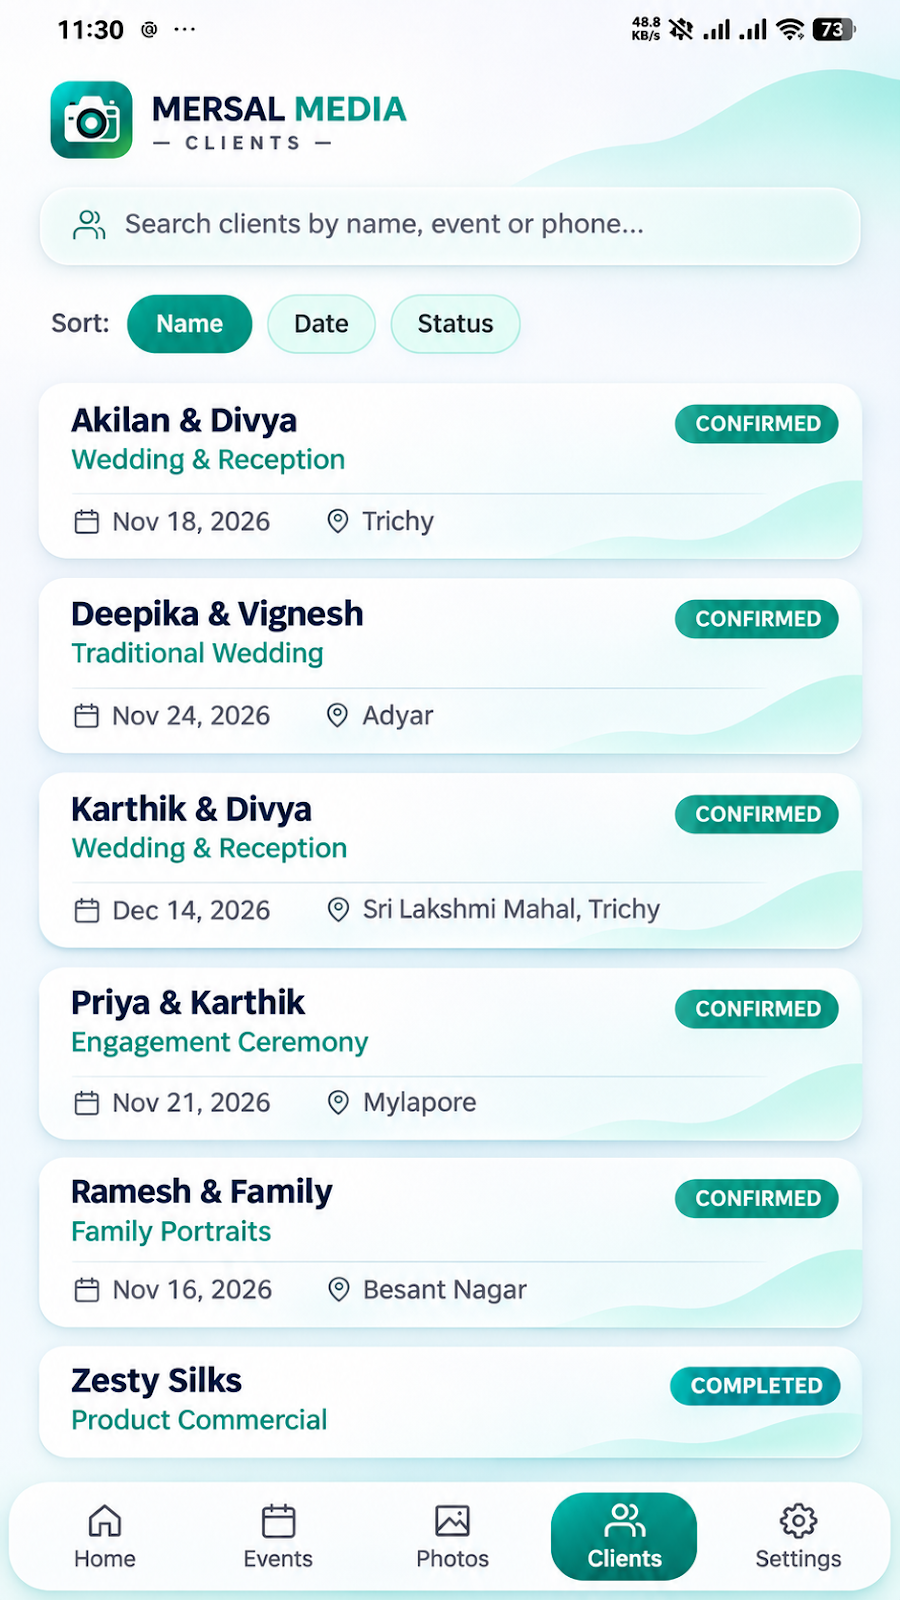 11:30 @ ...
48.8 KB/s 73
MERSAL MEDIA
— CLIENTS —
Search clients by name, event or phone...
Sort: Name Date Status
Akilan & Divya CONFIRMED
Wedding & Reception
Nov 18, 2026 Trichy
Deepika & Vignesh CONFIRMED
Traditional Wedding
Nov 24, 2026 Adyar
Karthik & Divya CONFIRMED
Wedding & Reception
Dec 14, 2026 Sri Lakshmi Mahal, Trichy
Priya & Karthik CONFIRMED
Engagement Ceremony
Nov 21, 2026 Mylapore
Ramesh & Family CONFIRMED
Family Portraits
Nov 16, 2026 Besant Nagar
Zesty Silks COMPLETED
Product Commercial
Home Events Photos Clients Settings